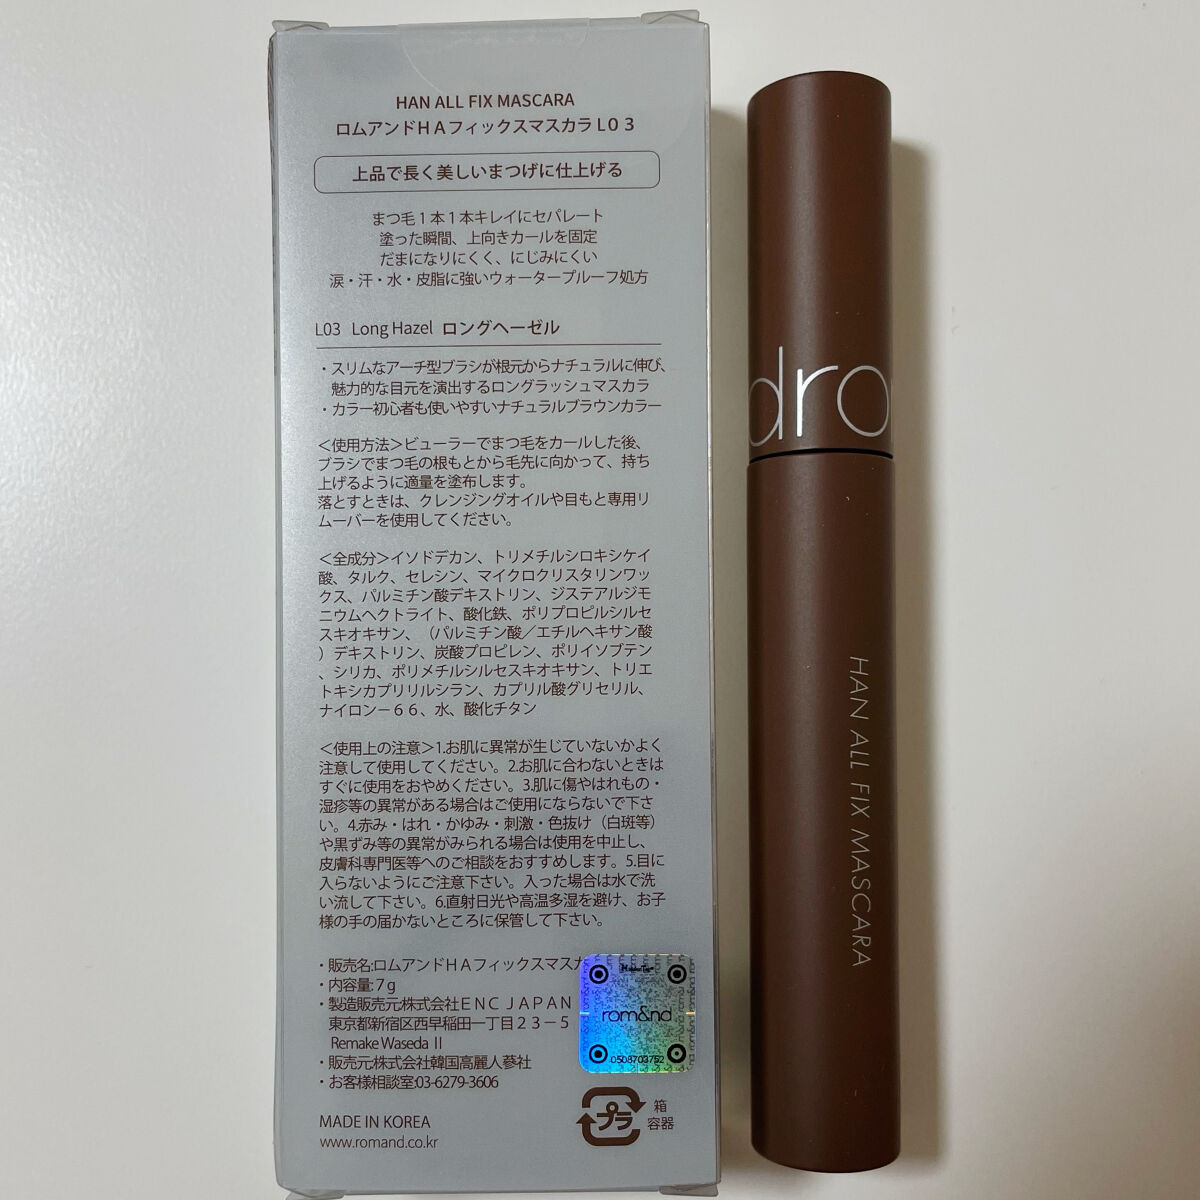 HAN ALL FIX MASCARA
ロムアンドＨＡフィックスマスカラＬ０３
上品で長く美しいまつげに仕上げる
まつ毛１本１本キレイにセパレート
塗った瞬間、上向きカールを固定
だまになりにくく、にじみにくい
涙・汗・水・皮脂に強いウォータープルーフ処方
L03 Long Hazel ロングヘーゼル
・スリムなアーチ型ブラシが根元からナチュラルに伸び、
魅力的な目元を演出するロングラッシュマスカラ
・カラー初心者も使いやすいナチュラルブラウンカラー
＜使用方法＞ビューラーでまつ毛をカールした後、
ブラシでまつ毛の根もとから毛先に向かって、持ち
上げるように適量を塗布します。
落とすときは、クレンジングオイルや目もと専用リ
ムーバーを使用してください。
＜全成分＞イソドデカン、トリメチルシロキシケイ
酸、タルク、セレシン、マイクロクリスタリンワッ
クス、パルミチン酸デキストリン、ジステアルジモ
ニウムヘクトライト、酸化鉄、ポリプロピルシルセ
スキオキサン、（パルミチン酸／エチルヘキサン酸
）デキストリン、炭酸プロピレン、ポリイソブテン
、シリカ、ポリメチルシルセスキオキサン、トリエ
トキシカプリリルシラン、カプリル酸グリセリル、
ナイロン－６６、水、酸化チタン
＜使用上の注意＞1.お肌に異常が生じていないかよく
注意して使用してください。2.お肌に合わないときは
すぐに使用をおやめください。3.肌に傷やはれもの・
湿疹等の異常がある場合はご使用にならないで下さ
い。4.赤み・はれ・かゆみ・刺激・色抜け（白斑等）
や黒ずみ等の異常がみられる場合は使用を中止し、
皮膚科専門医等へのご相談をおすすめします。5.目に
入らないようにご注意下さい。入った場合は水で洗
い流して下さい。6.直射日光や高温多湿を避け、お子
様の手の届かないところに保管して下さい。
・販売名:ロムアンドＨＡフィックスマスカ
・内容量:7ｇ
・製造販売元:株式会社ＥＮＣ ＪＡＰＡＮ
東京都新宿区西早稲田一丁目２３－５
Remake Waseda Ⅱ
・販売元:株式会社韓国高麗人蔘社
・お客様相談室:03-6279-3606
MADE IN KOREA
www.romand.co.kr
rom&nd
0508703752
プラ
箱
容器
dro
HAN ALL FIX MASCARA